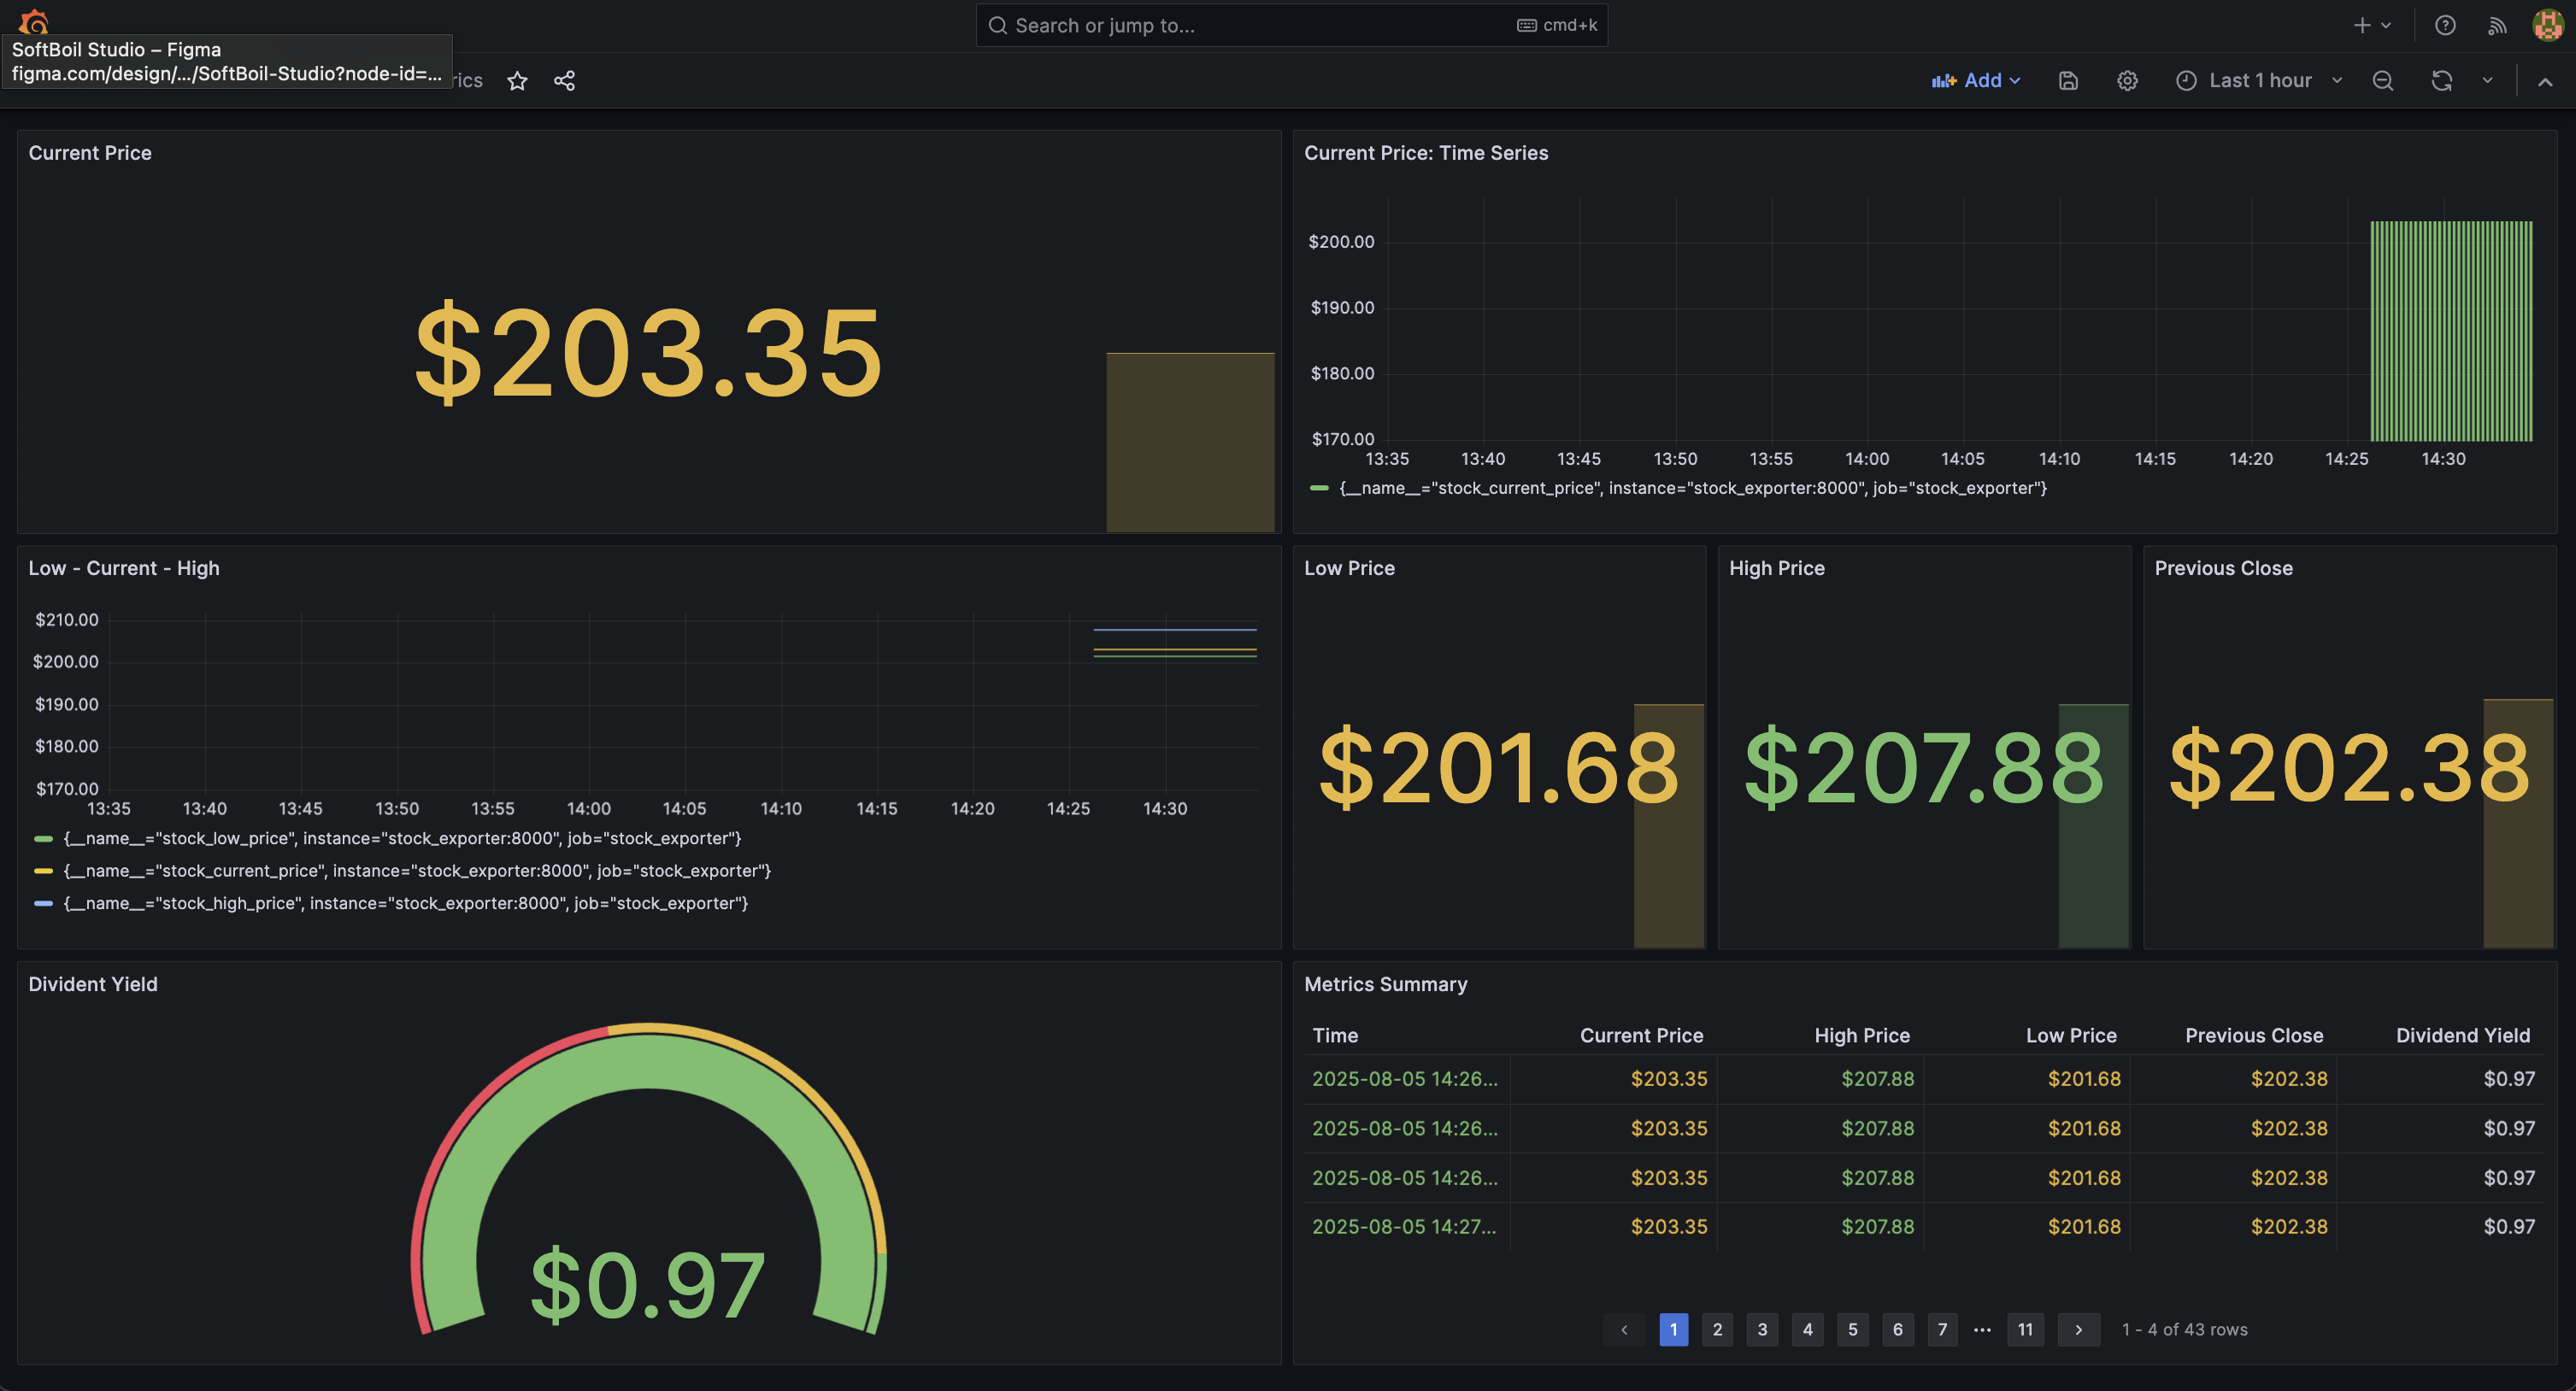 Search or jump to...
cmd+k
SoftBoil Studio – Figma
figma.com/design/.../SoftBoil-Studio?node-id=...
rics
Add
Last 1 hour
Current Price
$203.35
Current Price: Time Series
$200.00
$190.00
$180.00
$170.00
13:35 13:40 13:45 13:50 13:55 14:00 14:05 14:10 14:15 14:20 14:25 14:30
{__name__="stock_current_price", instance="stock_exporter:8000", job="stock_exporter"}
Low - Current - High
$210.00
$200.00
$190.00
$180.00
$170.00
13:35 13:40 13:45 13:50 13:55 14:00 14:05 14:10 14:15 14:20 14:25 14:30
{__name__="stock_low_price", instance="stock_exporter:8000", job="stock_exporter"}
{__name__="stock_current_price", instance="stock_exporter:8000", job="stock_exporter"}
{__name__="stock_high_price", instance="stock_exporter:8000", job="stock_exporter"}
Low Price
$201.68
High Price
$207.88
Previous Close
$202.38
Divident Yield
$0.97
Metrics Summary
Time Current Price High Price Low Price Previous Close Dividend Yield
2025-08-05 14:26... $203.35 $207.88 $201.68 $202.38 $0.97
2025-08-05 14:26... $203.35 $207.88 $201.68 $202.38 $0.97
2025-08-05 14:26... $203.35 $207.88 $201.68 $202.38 $0.97
2025-08-05 14:27... $203.35 $207.88 $201.68 $202.38 $0.97
1 2 3 4 5 6 7 ... 11 1 - 4 of 43 rows